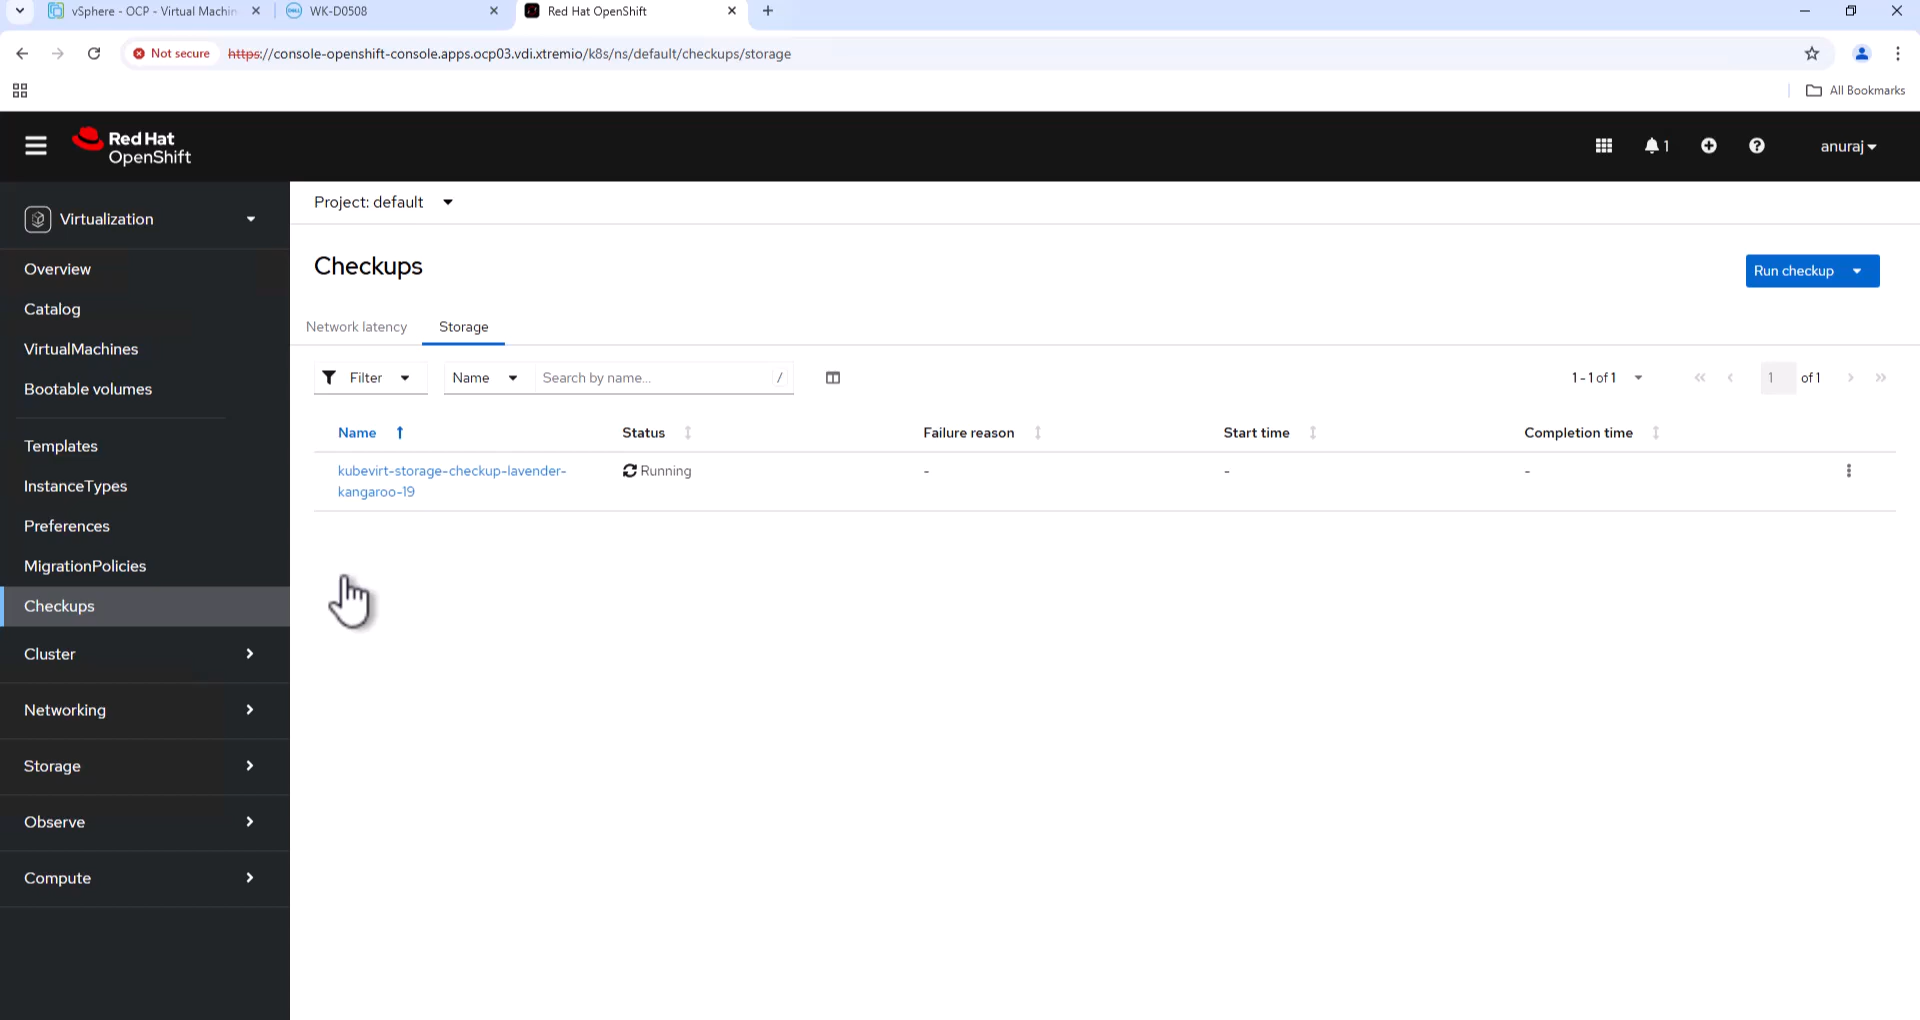 vSphere - OCP - Virtual Machin
WK-D0508
Red Hat OpenShift
Not secure
https://console-openshift-console.apps.ocp03.vdi.xtremio/k8s/ns/default/checkups/storage
All Bookmarks
Red Hat
OpenShift
1
anuraj
Virtualization
Project: default
Overview
Catalog
VirtualMachines
Bootable volumes
Templates
InstanceTypes
Preferences
MigrationPolicies
Checkups
Cluster
Networking
Storage
Observe
Compute
Checkups
Run checkup
Network latency
Storage
Filter
Name
Search by name...
/
1 - 1 of 1
1
of 1
Name
Status
Failure reason
Start time
Completion time
kubevirt-storage-checkup-lavender-
kangaroo-19
Running
-
-
-